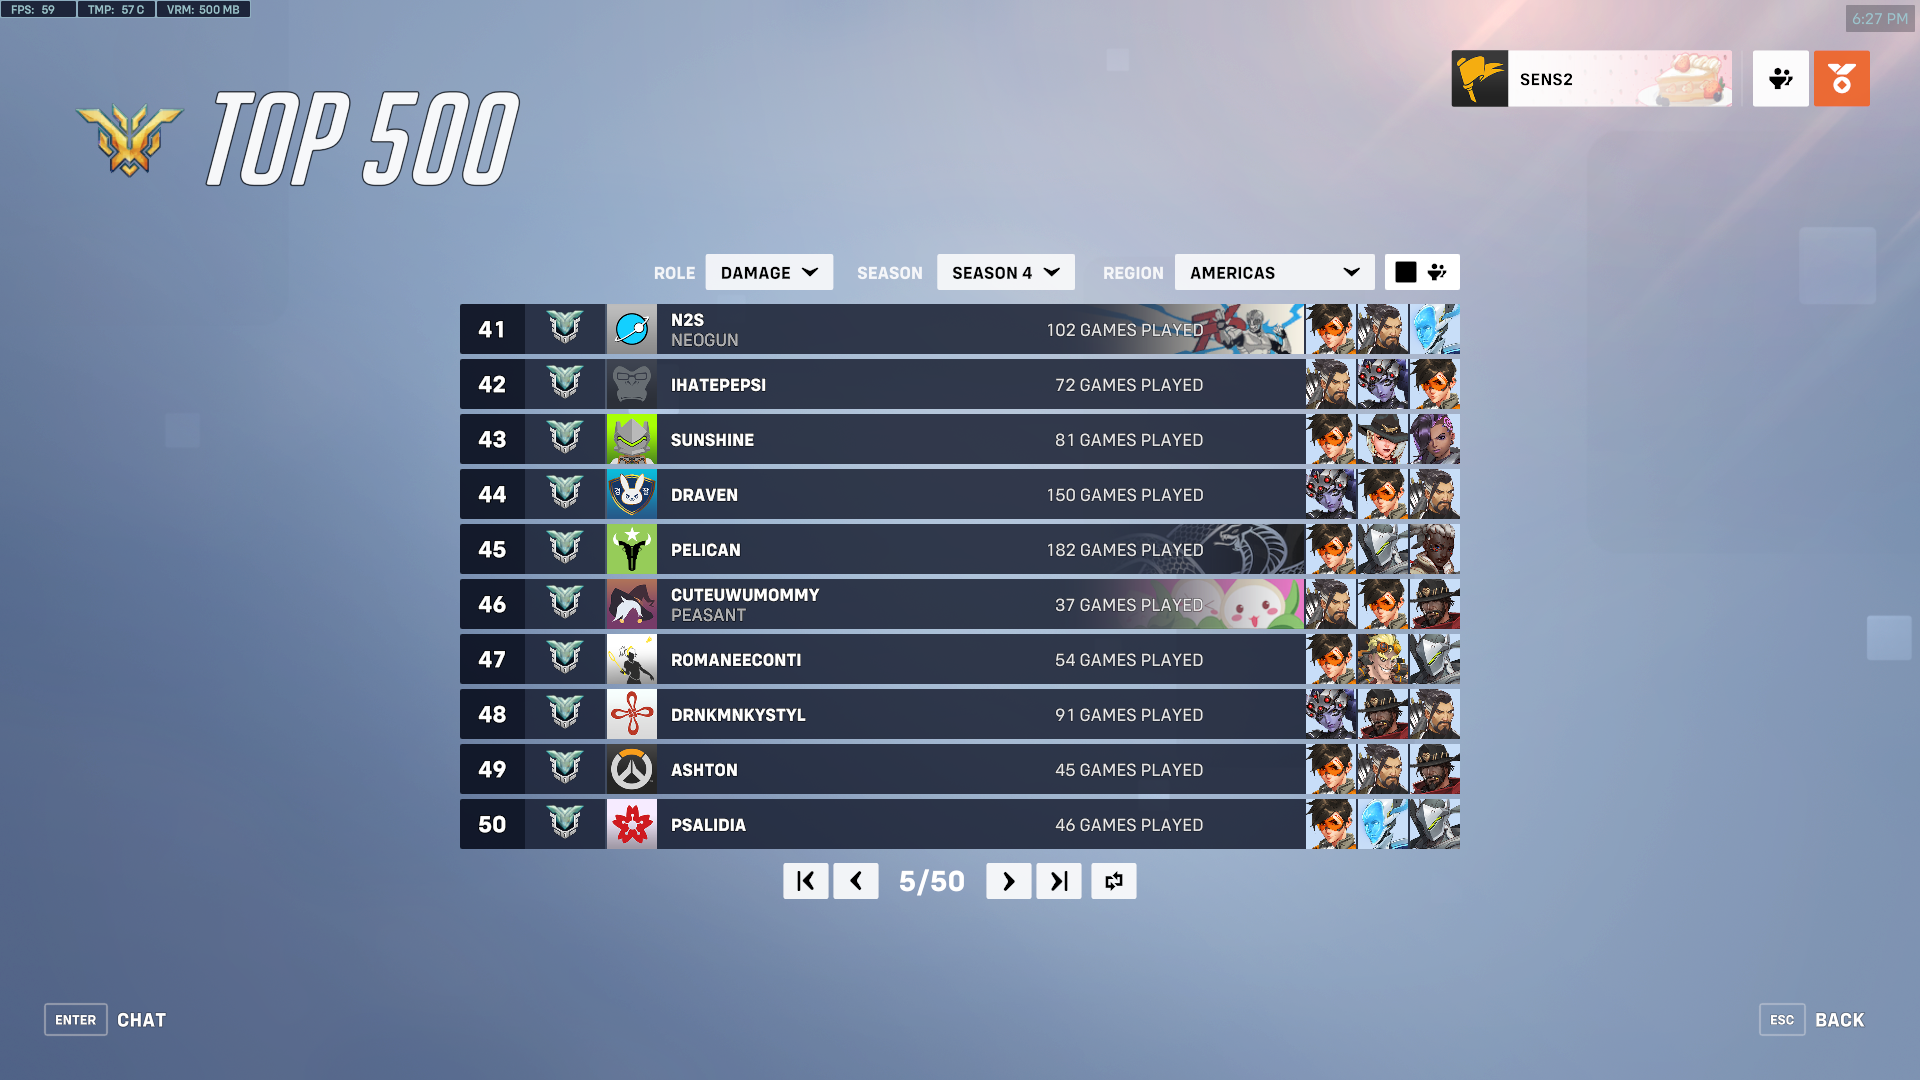 FPS: 59 TMP: 57 C VRM: 500 MB
6:27 PM
SENS2
TOP 500
ROLE DAMAGE SEASON SEASON 4 REGION AMERICAS
41 N2S 102 GAMES PLAYED
NEOGUN
42 IHATEPEPSI 72 GAMES PLAYED
43 SUNSHINE 81 GAMES PLAYED
44 DRAVEN 150 GAMES PLAYED
45 PELICAN 182 GAMES PLAYED
46 CUTEUWUMOMMY 37 GAMES PLAYED
PEASANT
47 ROMANEECONTI 54 GAMES PLAYED
48 DRNKMNKYSTYL 91 GAMES PLAYED
49 ASHTON 45 GAMES PLAYED
50 PSALIDIA 46 GAMES PLAYED
5/50
ENTER CHAT
ESC BACK